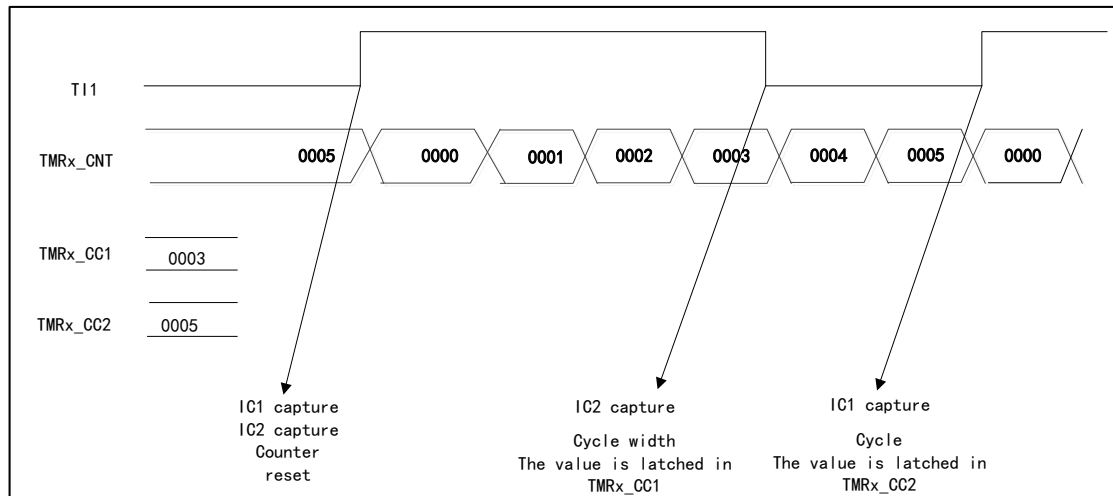 TI1
TMRx_CNT
0005 0000 0001 0002 0003 0004 0005 0000
TMRx_CC1
0003
TMRx_CC2
0005
IC1 capture
IC2 capture
Counter
reset
IC2 capture
Cycle width
The value is latched in
TMRx_CC1
IC1 capture
Cycle
The value is latched in
TMRx_CC2